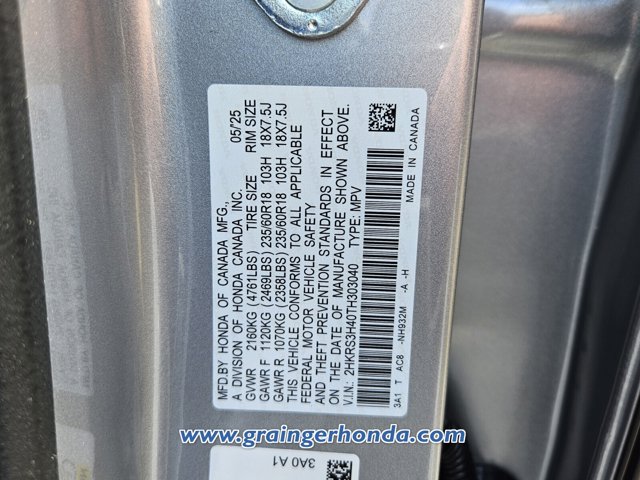 MFD.BY HONDA OF CANADA MFG., 05/25
A DIVISION OF HONDA CANADA INC.
GVWR 2160KG (4761LBS) TIRE SIZE RIM SIZE
GAWR F 1120KG (2469LBS) 235/60R18 103H 18X7.5J
GAWR R 1070KG (2358LBS) 235/60R18 103H 18X7.5J
THIS VEHICLE CONFORMS TO ALL APPLICABLE
FEDERAL MOTOR VEHICLE SAFETY
AND THEFT PREVENTION STANDARDS IN EFFECT
ON THE DATE OF MANUFACTURE SHOWN ABOVE.
V.I.N.: 2HKRS3H40TH303040 TYPE: MPV
3A1 T AC8 -NH932M -A -H MADE IN CANADA
3A0 A1
www.graingerhonda.com